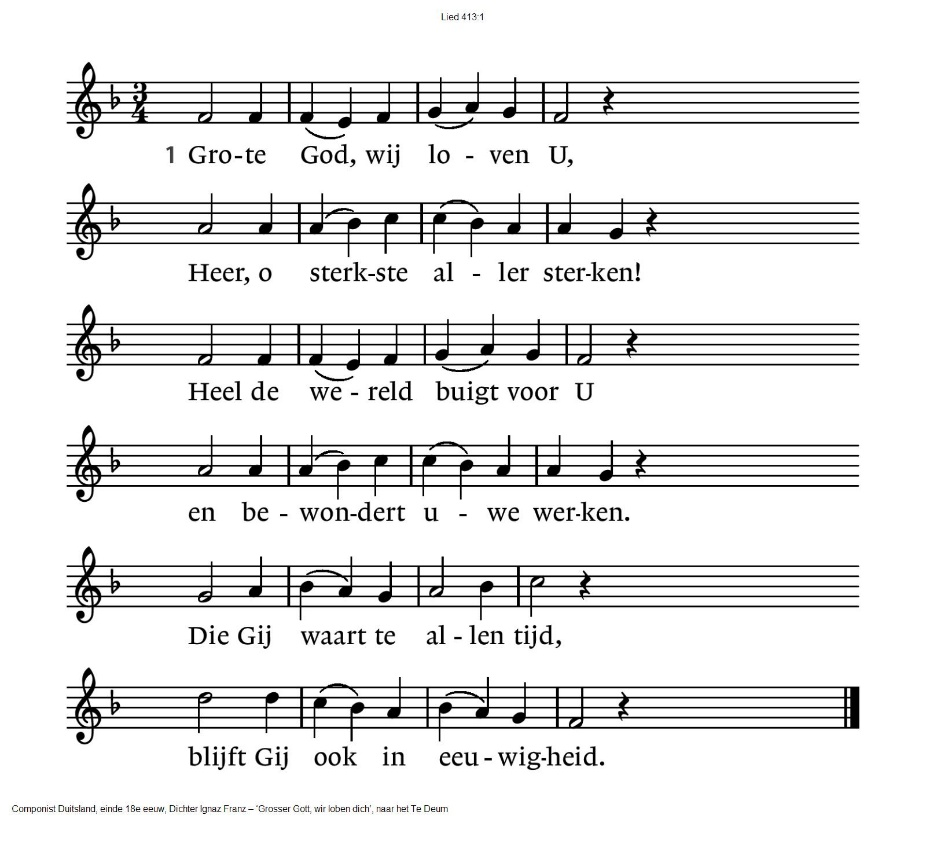 Lied 413:1
3
4
1 Gro-te God, wij lo - ven U,
Heer, o sterk-ste al - ler ster-ken!
Heel de we - reld buigt voor U
en be - won-dert u - we wer-ken.
Die Gij waart te al - len tijd,
blijft Gij ook in eeu - wig-heid.
Componist Duitsland, einde 18e eeuw, Dichter Ignaz Franz – 'Grosser Gott, wir loben dich', naar het Te Deum